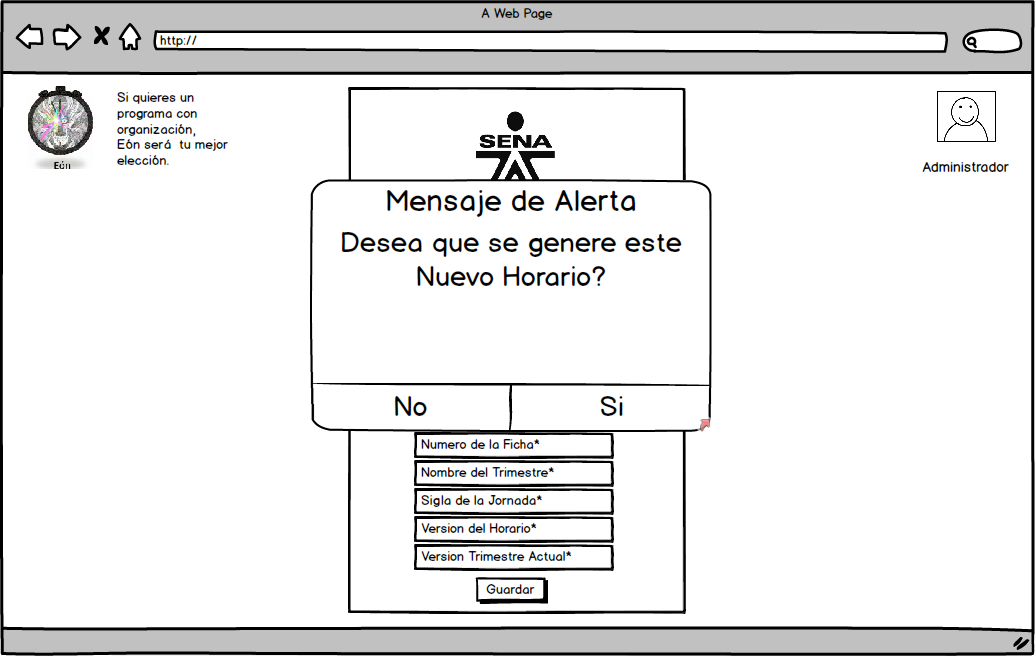 A Web Page
http://
Si quieres un
programa con
organización,
Eón será tu mejor
elección.
Eón
SENA
Administrador
Mensaje de Alerta
Desea que se genere este
Nuevo Horario?
No
Si
Numero de la Ficha*
Nombre del Trimestre*
Sigla de la Jornada*
Version del Horario*
Version Trimestre Actual*
Guardar